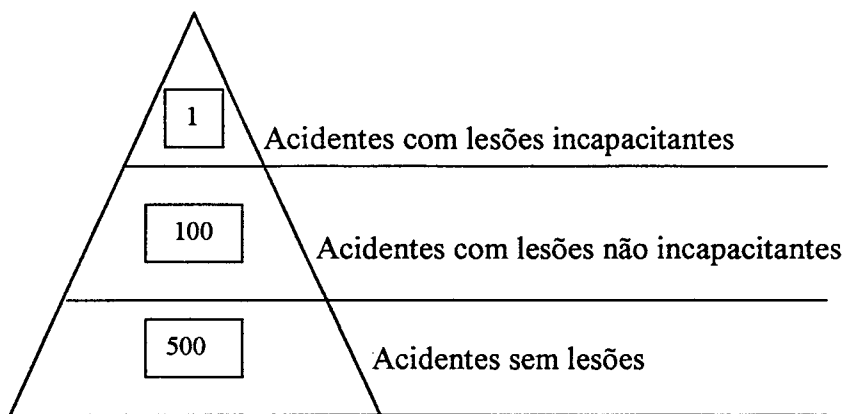 1
Acidentes com lesões incapacitantes
100
Acidentes com lesões não incapacitantes
500
Acidentes sem lesões